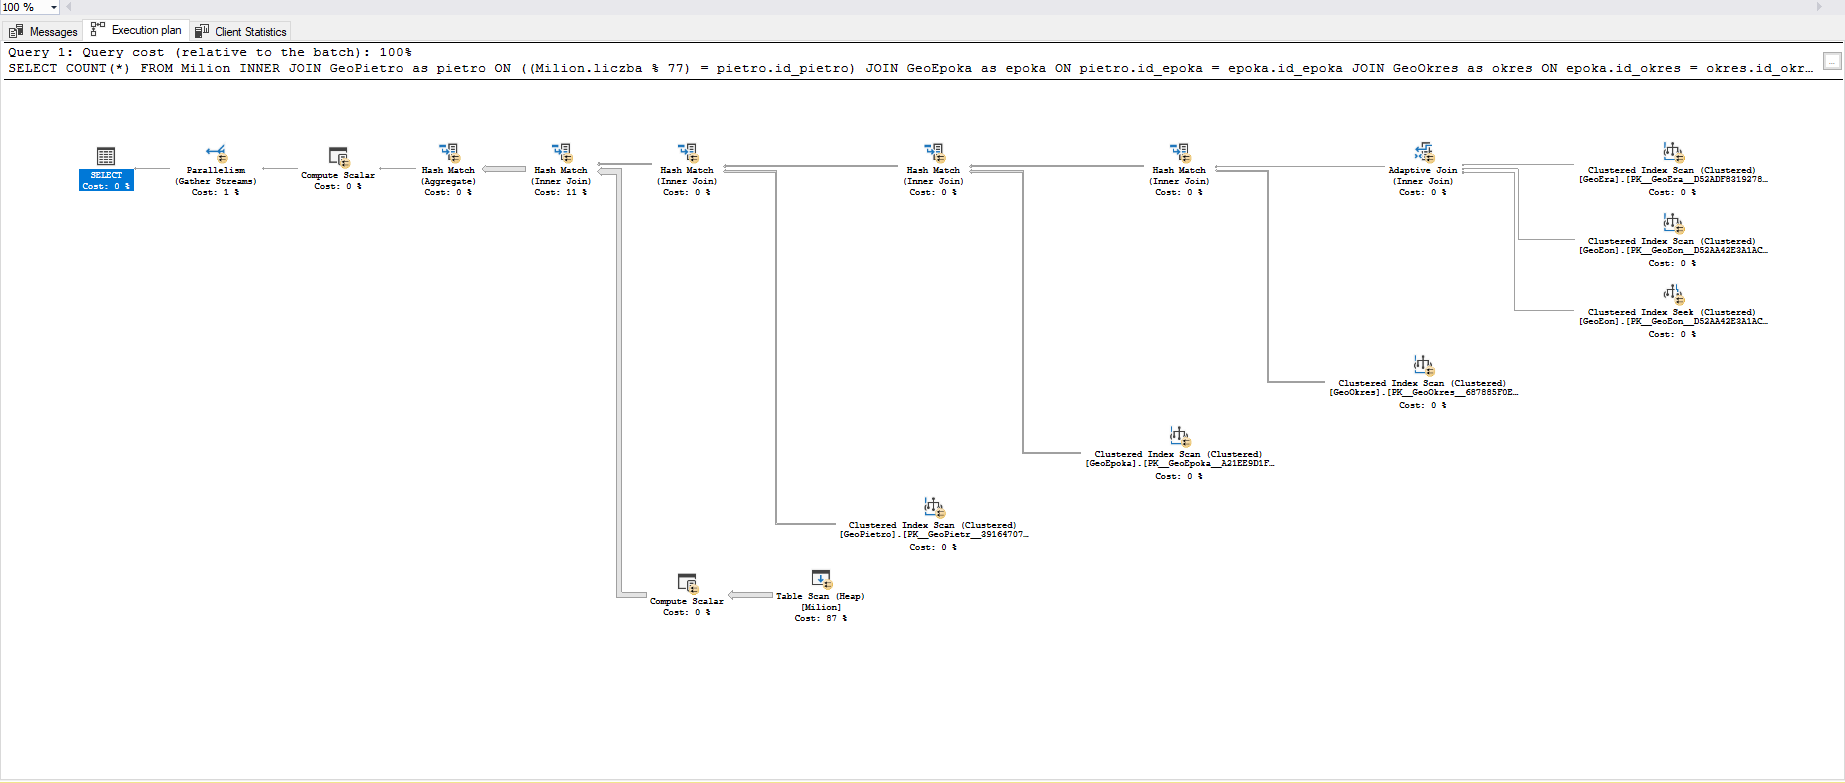 100 %
Messages
Execution plan
Client Statistics
Query 1: Query cost (relative to the batch): 100%
SELECT COUNT(*) FROM Milion INNER JOIN GeoPietro as pietro ON ((Milion.liczba % 77) = pietro.id_pietro) JOIN GeoEpoka as epoka ON pietro.id_epoka = epoka.id_epoka JOIN GeoOkres as okres ON epoka.id_okres = okres.id_okr…
SELECT
Cost: 0 %
Parallelism
(Gather Streams)
Cost: 1 %
Compute Scalar
Cost: 0 %
Hash Match
(Aggregate)
Cost: 0 %
Hash Match
(Inner Join)
Cost: 11 %
Hash Match
(Inner Join)
Cost: 0 %
Hash Match
(Inner Join)
Cost: 0 %
Hash Match
(Inner Join)
Cost: 0 %
Adaptive Join
(Inner Join)
Cost: 0 %
Clustered Index Scan (Clustered)
[GeoEra].[PK__GeoEra__D52ADF8319278…
Cost: 0 %
Clustered Index Scan (Clustered)
[GeoEon].[PK__GeoEon__D52AA42E3A1AC…
Cost: 0 %
Clustered Index Seek (Clustered)
[GeoEon].[PK__GeoEon__D52AA42E3A1AC…
Cost: 0 %
Clustered Index Scan (Clustered)
[GeoOkres].[PK__GeoOkres__687885F0E…
Cost: 0 %
Clustered Index Scan (Clustered)
[GeoEpoka].[PK__GeoEpoka__A21EE9D1F…
Cost: 0 %
Clustered Index Scan (Clustered)
[GeoPietro].[PK__GeoPietr__39164707…
Cost: 0 %
Compute Scalar
Cost: 0 %
Table Scan (Heap)
[Milion]
Cost: 87 %